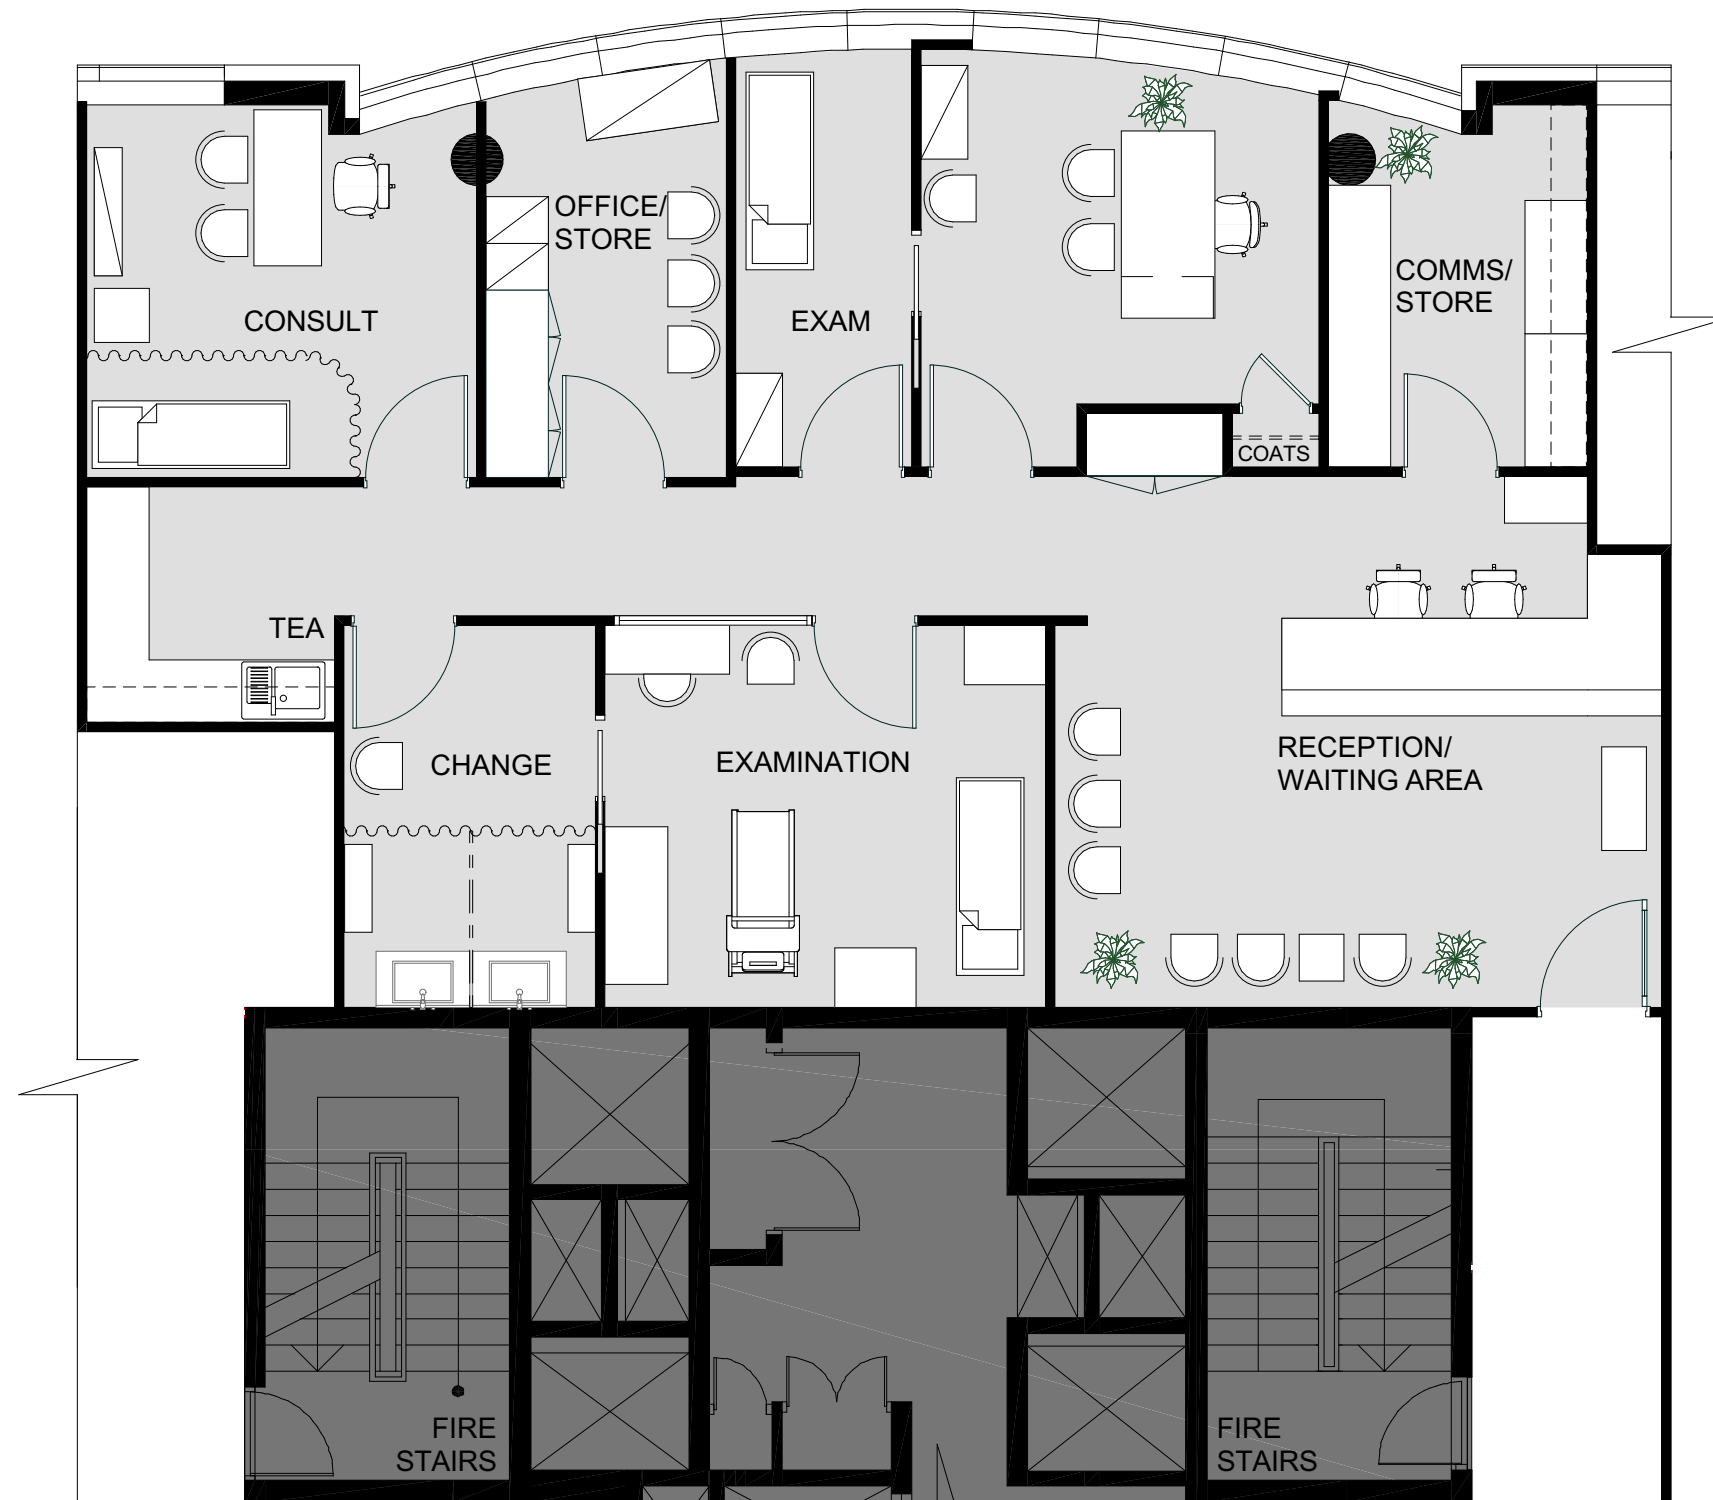 OFFICE/
STORE
CONSULT
EXAM
COMMS/
STORE
COATS
TEA
CHANGE
EXAMINATION
RECEPTION/
WAITING AREA
FIRE
STAIRS
FIRE
STAIRS